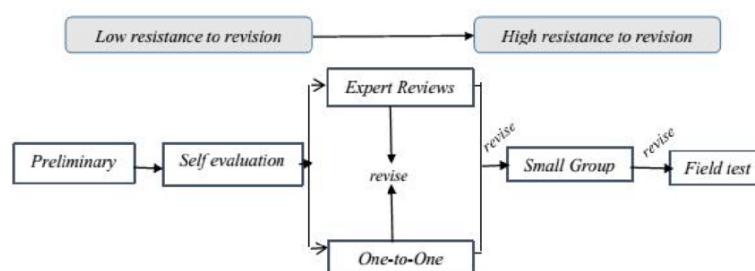 Low resistance to revision
High resistance to revision
Expert Reviews
Preliminary
Self evaluation
revise
revise
Small Group
revise
Field test
One-to-One